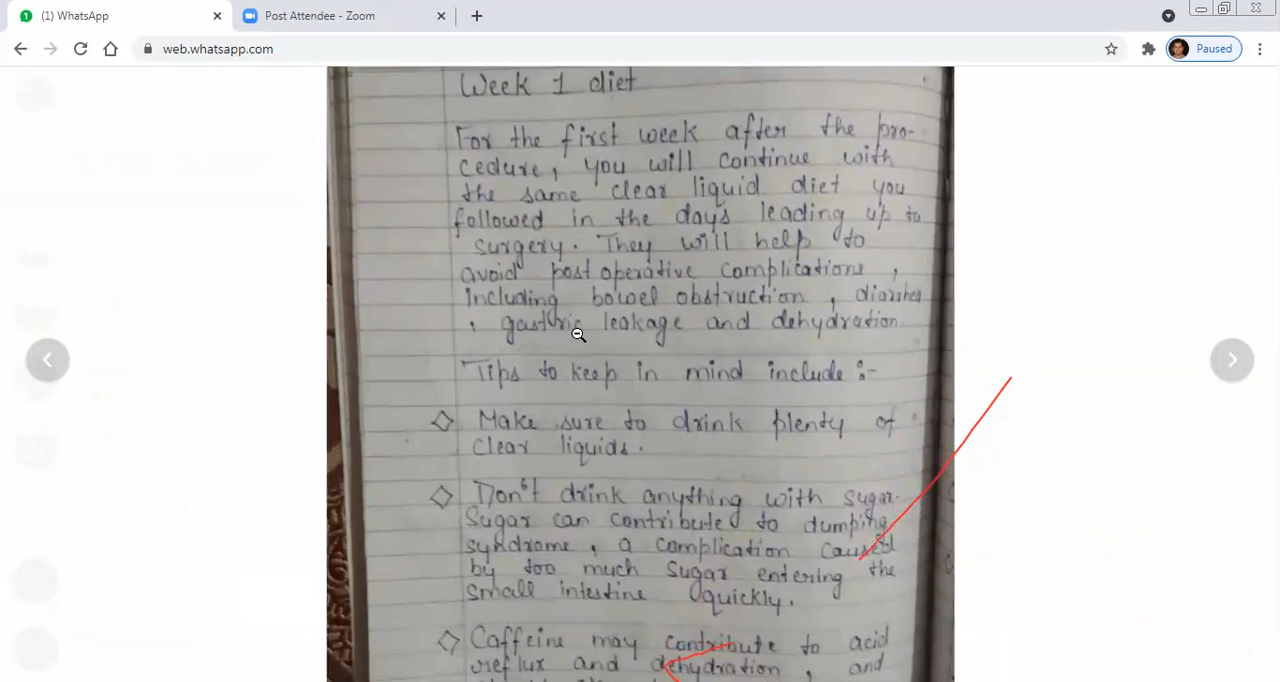 (1) WhatsApp
Post Attendee - Zoom
web.whatsapp.com
Paused
Week 1 diet
For the first week after the pro-
cedure, you will continue with
the same clear liquid diet you
followed in the days leading up to
surgery. They will help to
avoid post operative complications,
including bowel obstruction, diarrhea
, gastric leakage and dehydration.
Tips to keep in mind include :-
◇ Make sure to drink plenty of
clear liquids.
◇ Don't drink anything with sugar.
Sugar can contribute to dumping
syndrome, a complication caused
by too much sugar entering the
small intestine quickly.
◇ Caffeine may contribute to acid
reflux and dehydration, and